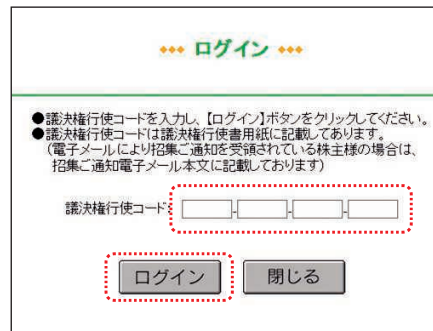 ログイン
●議決権行使コードを入力し、【ログイン】ボタンをクリックしてください。
●議決権行使コードは議決権行使書用紙に記載してあります。
（電子メールにより招集ご通知を受領されている株主様の場合は、
招集ご通知電子メール本文に記載しております）
議決権行使コード: - - -
ログイン 閉じる